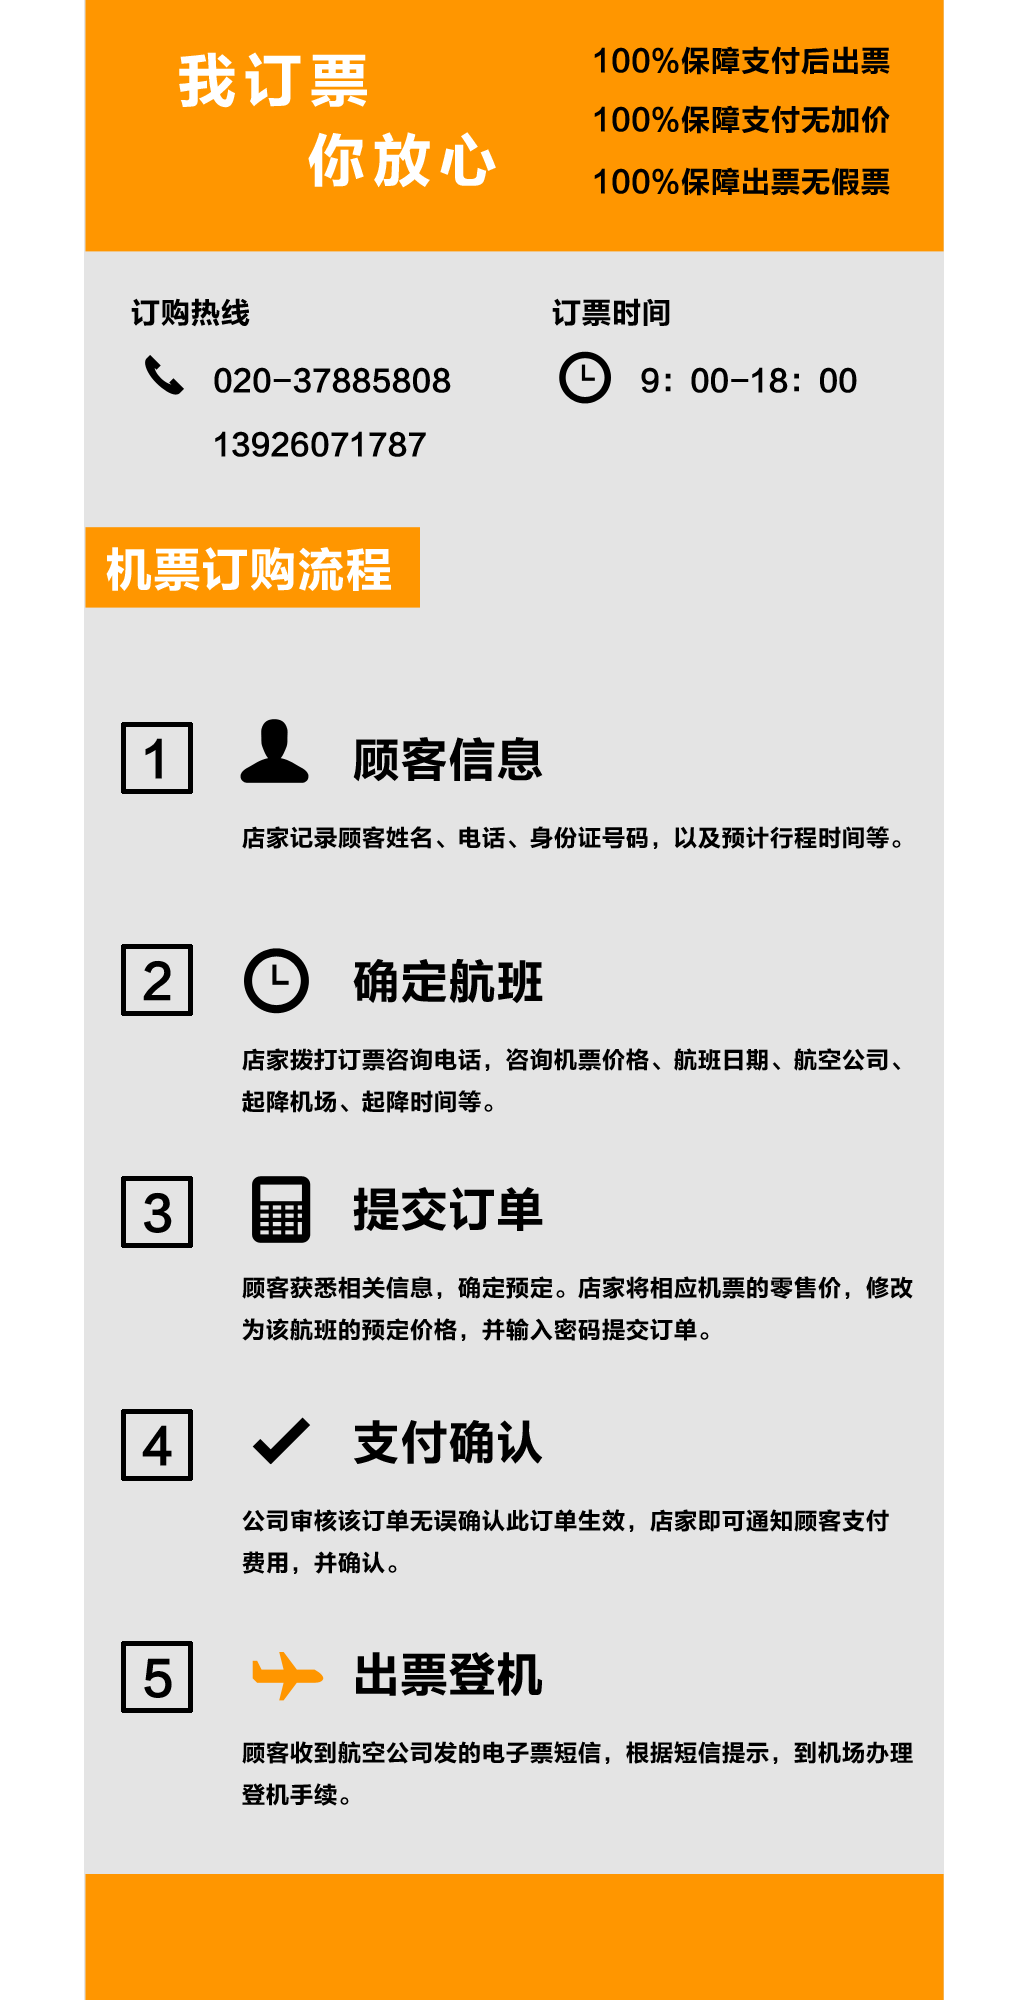 我订票
你放心
100%保障支付后出票
100%保障支付无加价
100%保障出票无假票
订购热线
020-37885808
13926071787
订票时间
9：00-18：00
机票订购流程
1
顾客信息
店家记录顾客姓名、电话、身份证号码，以及预计行程时间等。
2
确定航班
店家拨打订票咨询电话，咨询机票价格、航班日期、航空公司、
起降机场、起降时间等。
3
提交订单
顾客获悉相关信息，确定预定。店家将相应机票的零售价，修改
为该航班的预定价格，并输入密码提交订单。
4
支付确认
公司审核该订单无误确认此订单生效，店家即可通知顾客支付
费用，并确认。
5
出票登机
顾客收到航空公司发的电子票短信，根据短信提示，到机场办理
登机手续。